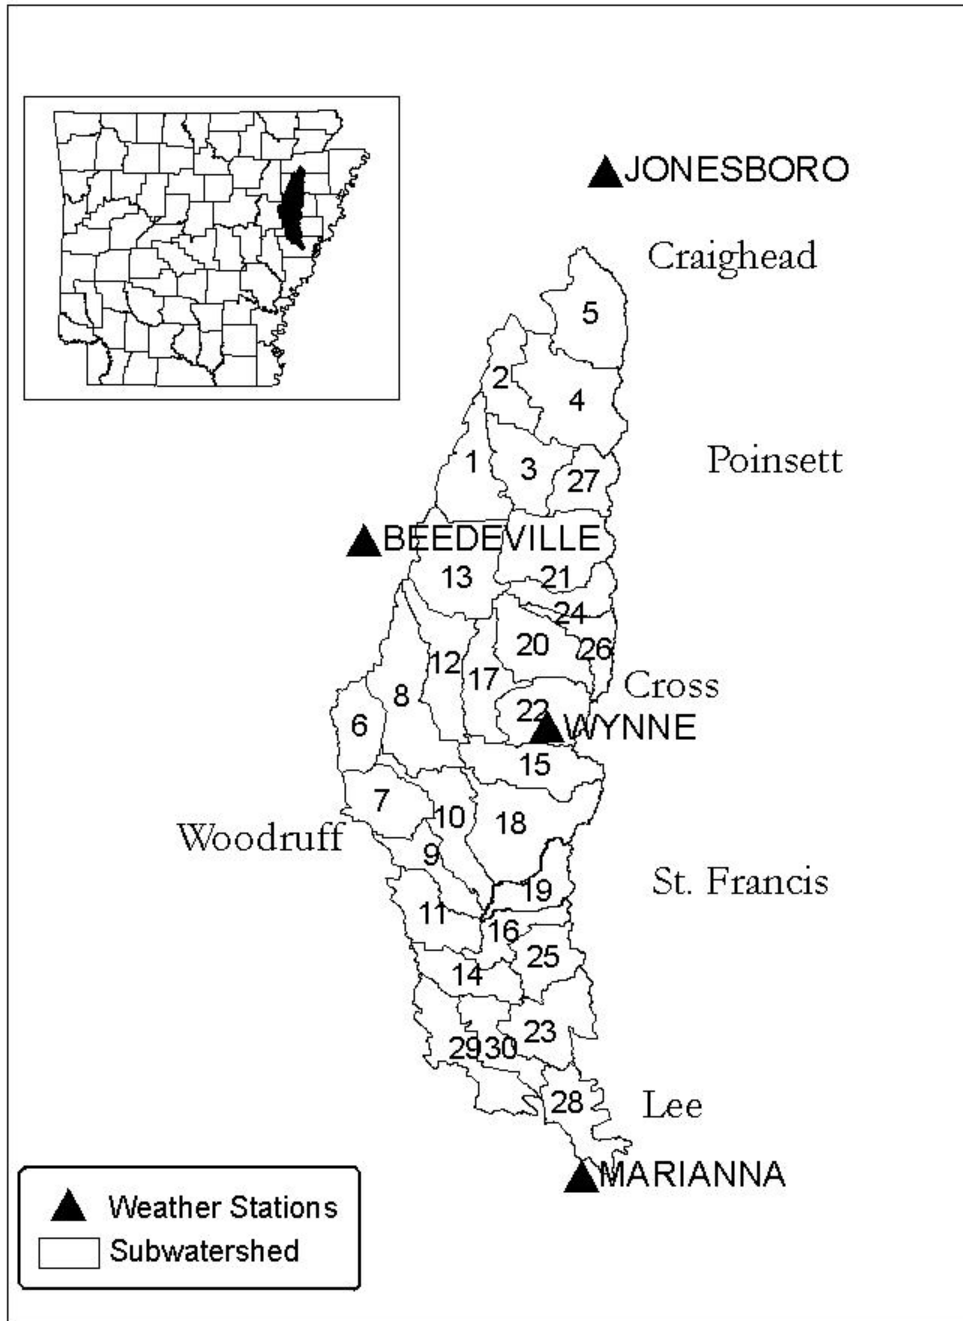 JONESBORO
Craighead
5
2
4
Poinsett
1
3
27
BEEDEVILLE
13
21
24
12
20
26
17
8
Cross
6
22
WYNNE
15
7
10
18
Woodruff
9
St. Francis
19
11
16
25
14
23
29
30
28
Lee
MARIANNA
Weather Stations
Subwatershed